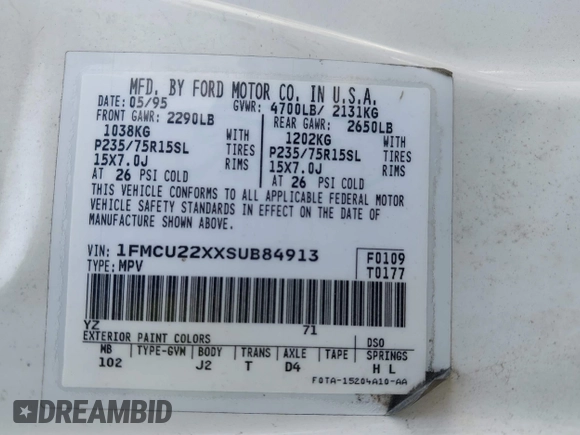 MFD. BY FORD MOTOR CO. IN U.S.A.
DATE: 05/95 GVWR: 4700LB/ 2131KG
FRONT GAWR: 2290LB REAR GAWR: 2650LB
1038KG WITH 1202KG WITH
P235/75R15SL TIRES P235/75R15SL TIRES
15X7.0J RIMS 15X7.0J RIMS
AT 26 PSI COLD AT 26 PSI COLD
THIS VEHICLE CONFORMS TO ALL APPLICABLE FEDERAL MOTOR
VEHICLE SAFETY STANDARDS IN EFFECT ON THE DATE OF
MANUFACTURE SHOWN ABOVE.
VIN: 1FMCU22XXSUB84913 F0109
TYPE: MPV T0177
YZ 71
EXTERIOR PAINT COLORS DSO
WB TYPE-GVW BODY TRANS AXLE TAPE SPRINGS
102 J2 T D4 H L
F0TA-15204A10-AA
DREAMBID